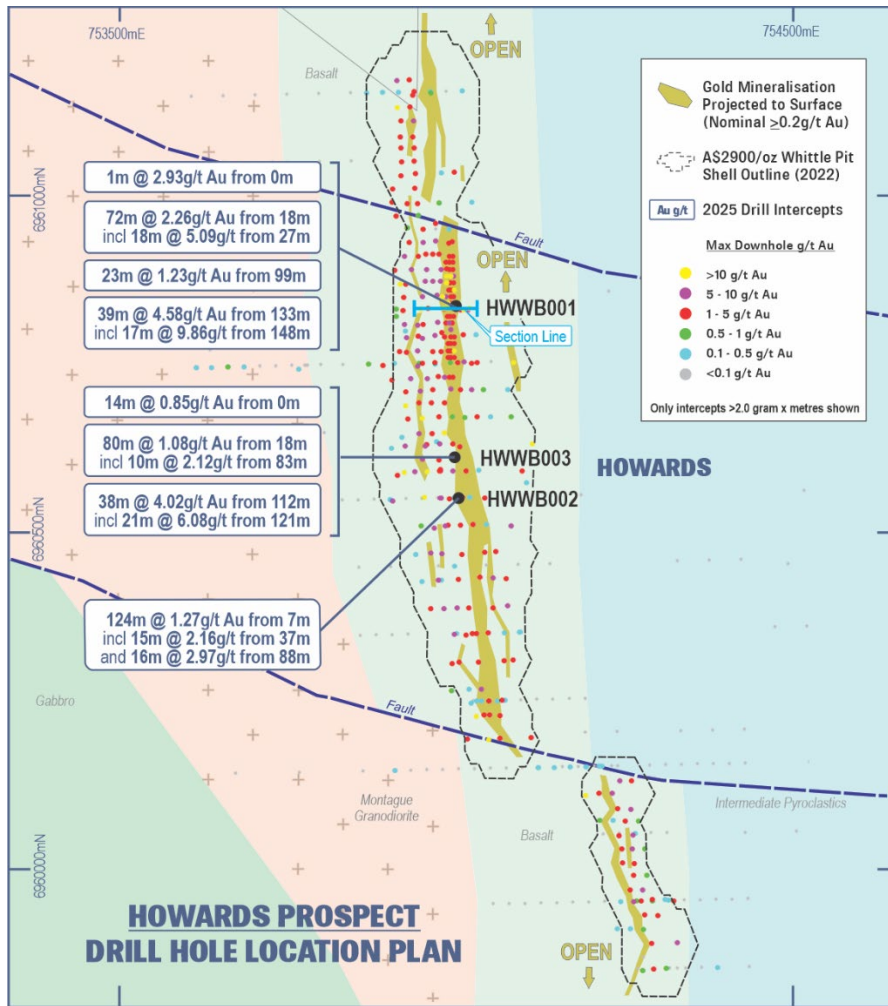 753500mE
754500mE
OPEN
Basalt
Gold Mineralisation
Projected to Surface
(Nominal ≥0.2g/t Au)
A$2900/oz Whittle Pit
Shell Outline (2022)
Au g/t
2025 Drill Intercepts
Max Downhole g/t Au
>10 g/t Au
5 - 10 g/t Au
1 - 5 g/t Au
0.5 - 1 g/t Au
0.1 - 0.5 g/t Au
<0.1 g/t Au
Only intercepts >2.0 gram x metres shown
6961000mN
1m @ 2.93g/t Au from 0m
72m @ 2.26g/t Au from 18m
incl 18m @ 5.09g/t from 27m
23m @ 1.23g/t Au from 99m
39m @ 4.58g/t Au from 133m
incl 17m @ 9.86g/t from 148m
Fault
OPEN
HWWB001
Section Line
14m @ 0.85g/t Au from 0m
80m @ 1.08g/t Au from 18m
incl 10m @ 2.12g/t from 83m
38m @ 4.02g/t Au from 112m
incl 21m @ 6.08g/t from 121m
HWWB003
HOWARDS
HWWB002
6960500mN
124m @ 1.27g/t Au from 7m
incl 15m @ 2.16g/t from 37m
and 16m @ 2.97g/t from 88m
Gabbro
Fault
Montague
Granodiorite
Basalt
Intermediate Pyroclastics
6960000mN
HOWARDS PROSPECT
DRILL HOLE LOCATION PLAN
OPEN